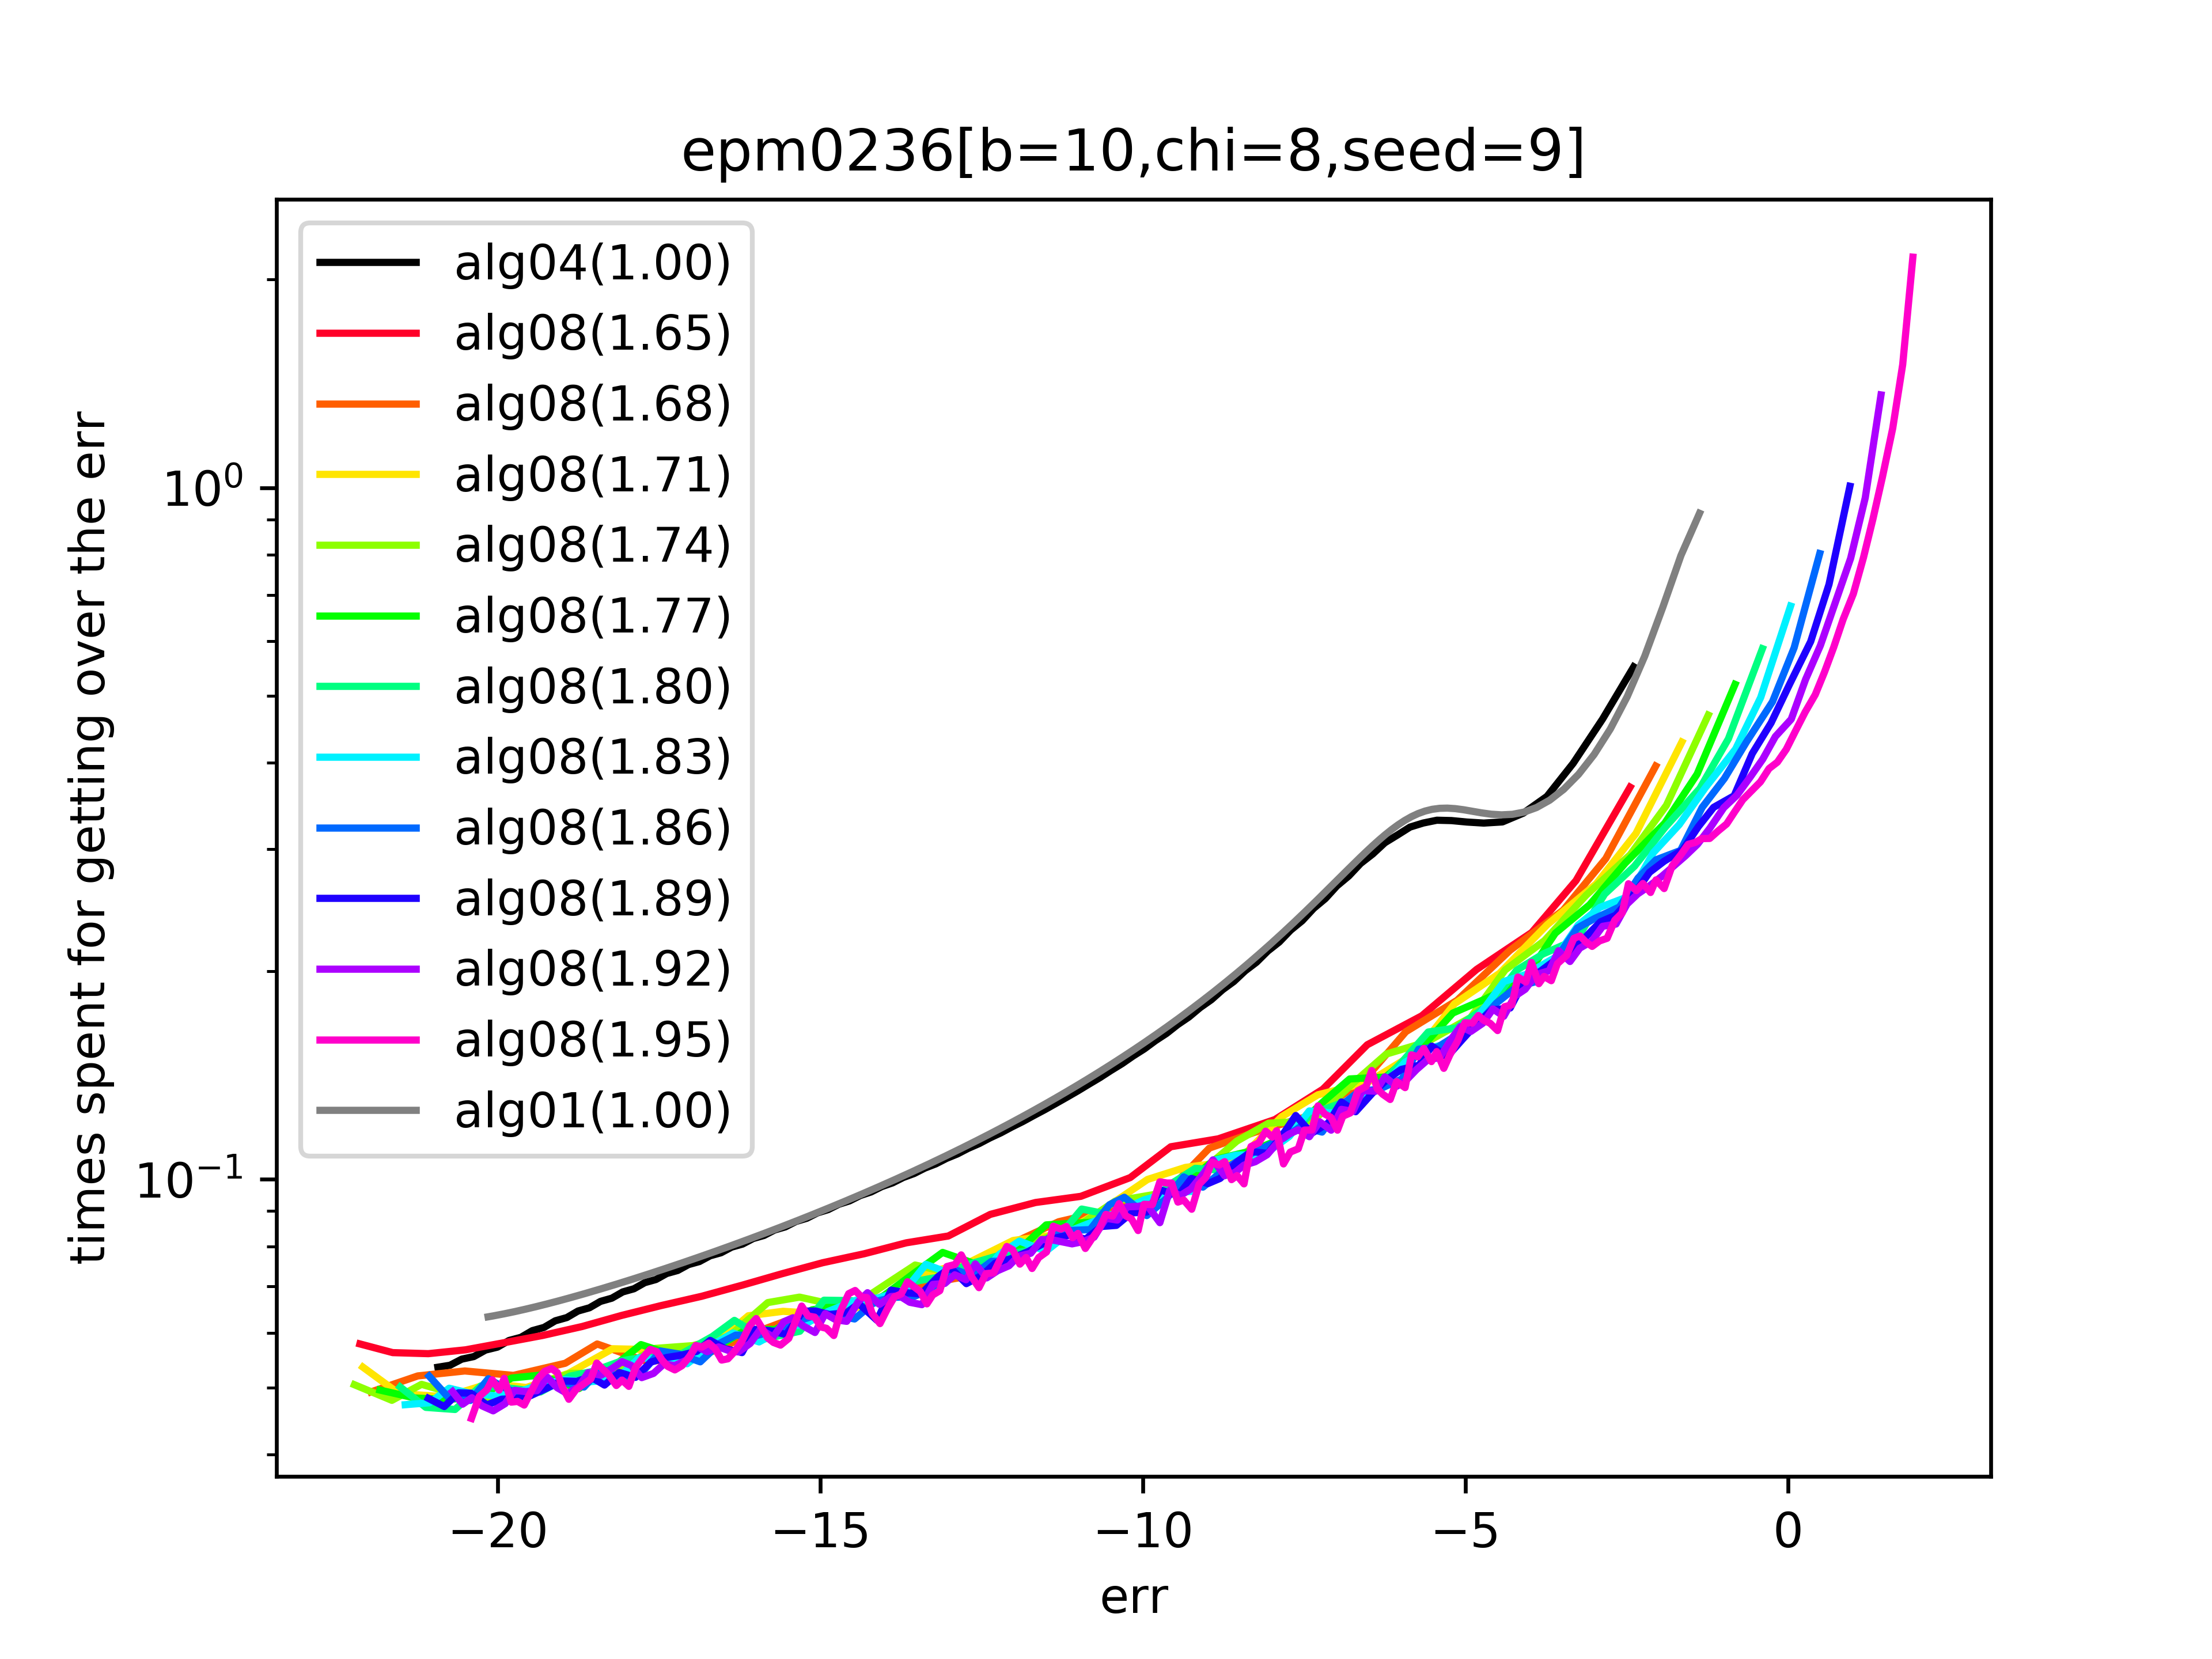 epm0236[b=10,chi=8,seed=9]
alg04(1.00)
alg08(1.65)
alg08(1.68)
alg08(1.71)
alg08(1.74)
alg08(1.77)
alg08(1.80)
alg08(1.83)
alg08(1.86)
alg08(1.89)
alg08(1.92)
alg08(1.95)
alg01(1.00)
times spent for getting over the err
10⁰
10⁻¹
−20 −15 −10 −5 0
err